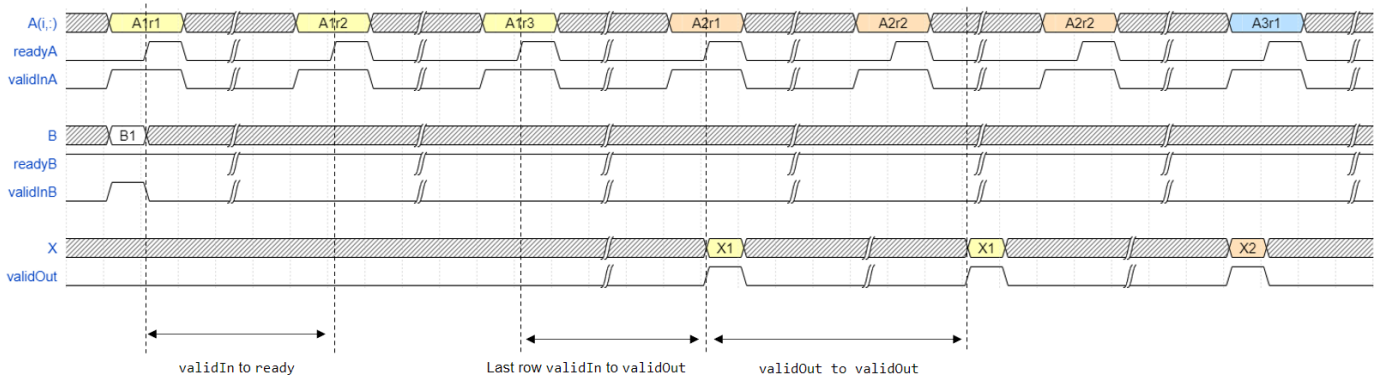 A(i,:) A1r1 A1r2 A1r3 A2r1 A2r2 A2r2 A3r1
readyA
validInA
B B1
readyB
validInB
X X1 X1 X2
validOut
validIn to ready Last row validIn to validOut validOut to validOut